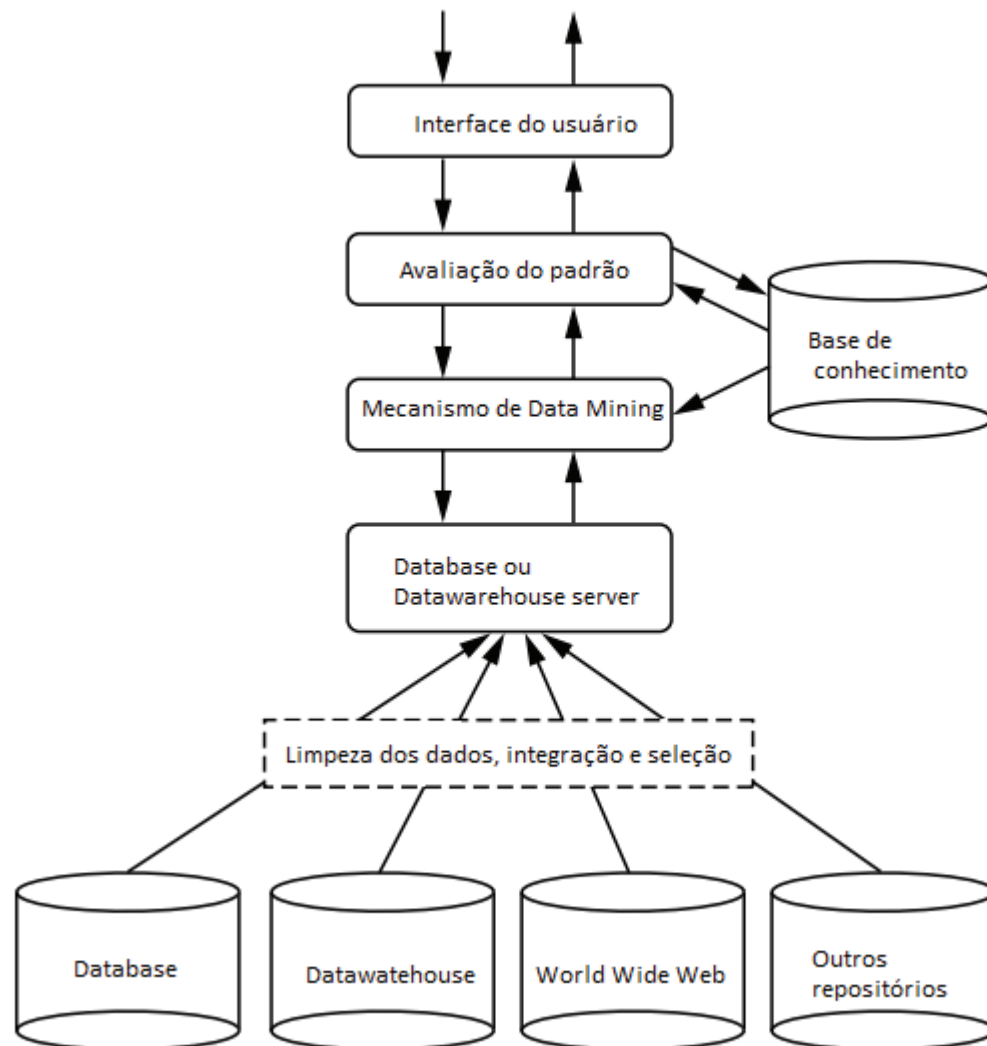 Interface do usuário
Avaliação do padrão
Base de
conhecimento
Mecanismo de Data Mining
Database ou
Datawarehouse server
Limpeza dos dados, integração e seleção
Database
Datawatehouse
World Wide Web
Outros
repositórios